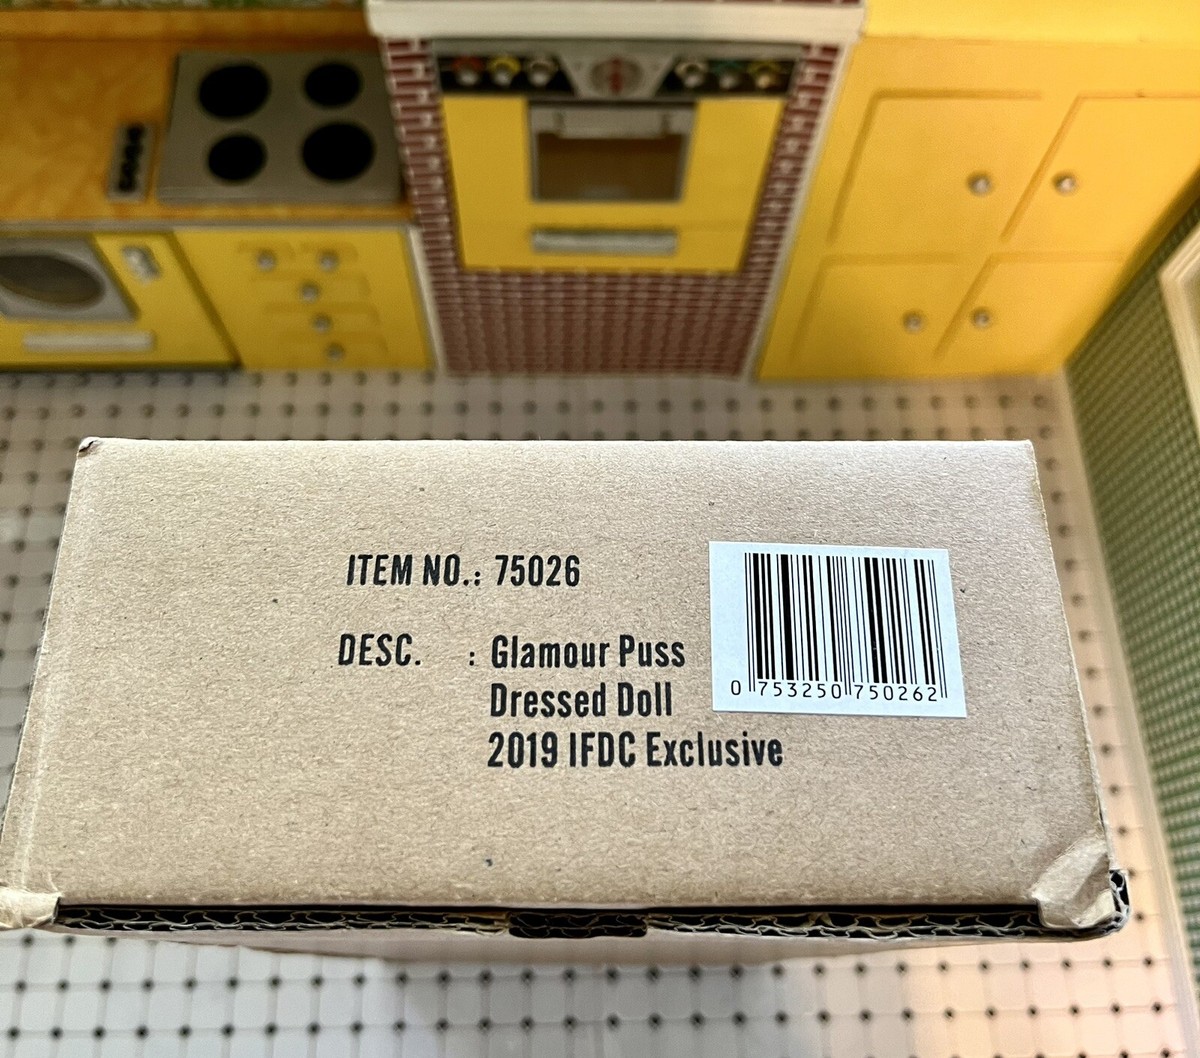 ITEM NO.: 75026
DESC. : Glamour Puss
Dressed Doll
2019 IFDC Exclusive
0 753250 750262